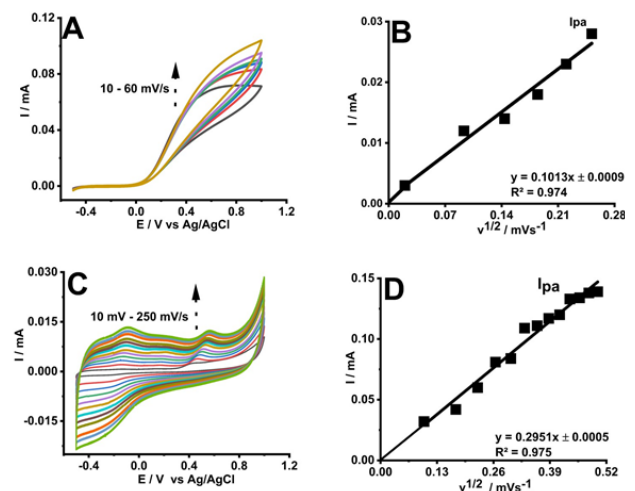 A
I / mA
0.12
0.08
0.04
0.00
10 - 60 mV/s
-0.4
0.0
0.4
0.8
1.2
E / V vs Ag/AgCl
B
I / mA
0.03
0.02
0.01
0.00
Ipa
y = 0.1013x ± 0.0009
R² = 0.974
0.00
0.07
0.14
0.21
0.28
v1/2 / mVs-1
C
I / mA
0.030
0.015
0.000
-0.015
10 mV - 250 mV/s
-0.4
0.0
0.4
0.8
1.2
E / V vs Ag/AgCl
D
I / mA
0.15
0.10
0.05
0.00
Ipa
y = 0.2951x ± 0.0005
R² = 0.975
0.00
0.13
0.26
0.39
0.52
v1/2 / mVs-1